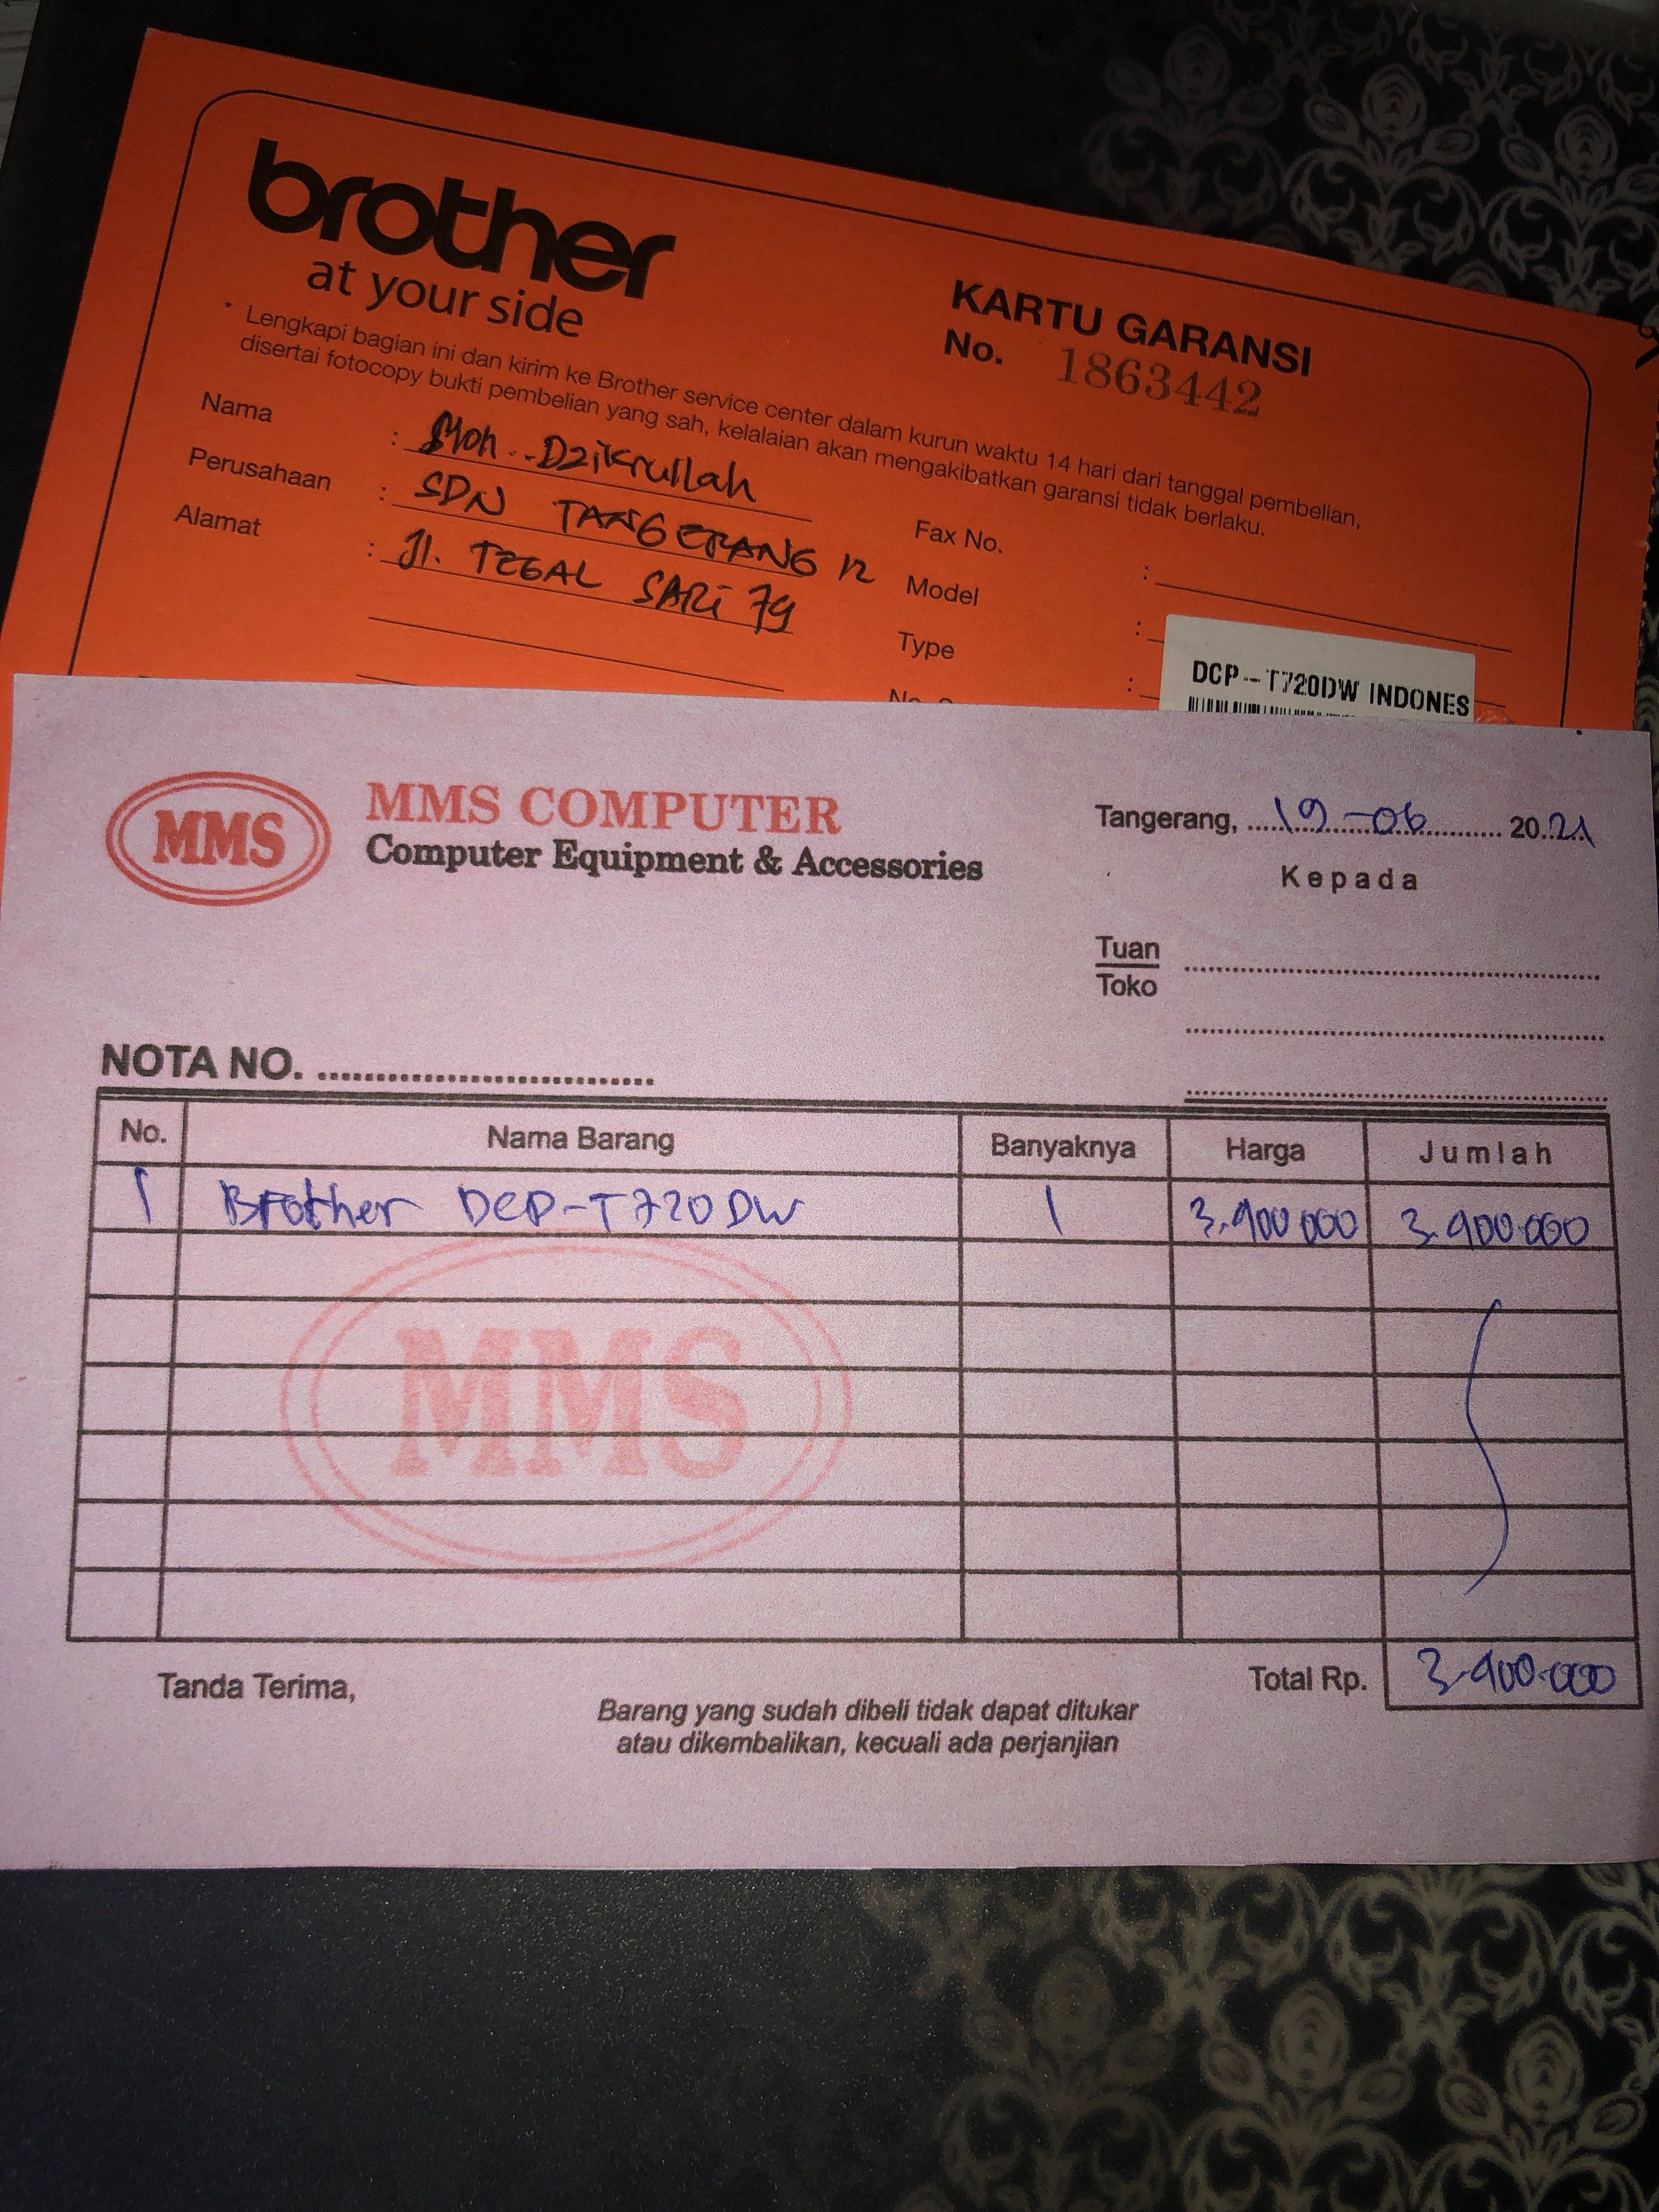 brother
at your side
KARTU GARANSI
No. 1863442
* Lengkapi bagian ini dan kirim ke Brother service center dalam kurun waktu 14 hari dari tanggal pembelian,
disertai fotocopy bukti pembelian yang sah, kelalaian akan mengakibatkan garansi tidak berlaku.
Nama : Moh. Dzikrullah
Perusahaan : SDN TANGERANG 12
Alamat : Jl. TEGAL SARI 79
Fax No. :
Model :
Type :
DCP-T720DW INDONES
MMS
MMS COMPUTER
Computer Equipment & Accessories
Tangerang, 19-06 2021
Kepada
Tuan
Toko
NOTA NO.
No. Nama Barang Banyaknya Harga Jumlah
1 Brother DCP-T720DW 1 3.900.000 3.900.000
MMS
Total Rp. 3.900.000
Tanda Terima,
Barang yang sudah dibeli tidak dapat ditukar
atau dikembalikan, kecuali ada perjanjian